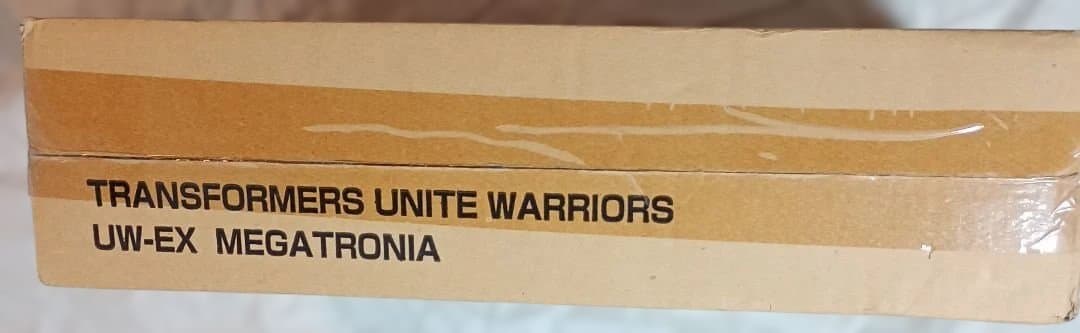 TRANSFORMERS UNITE WARRIORS
UW-EX MEGATRONIA